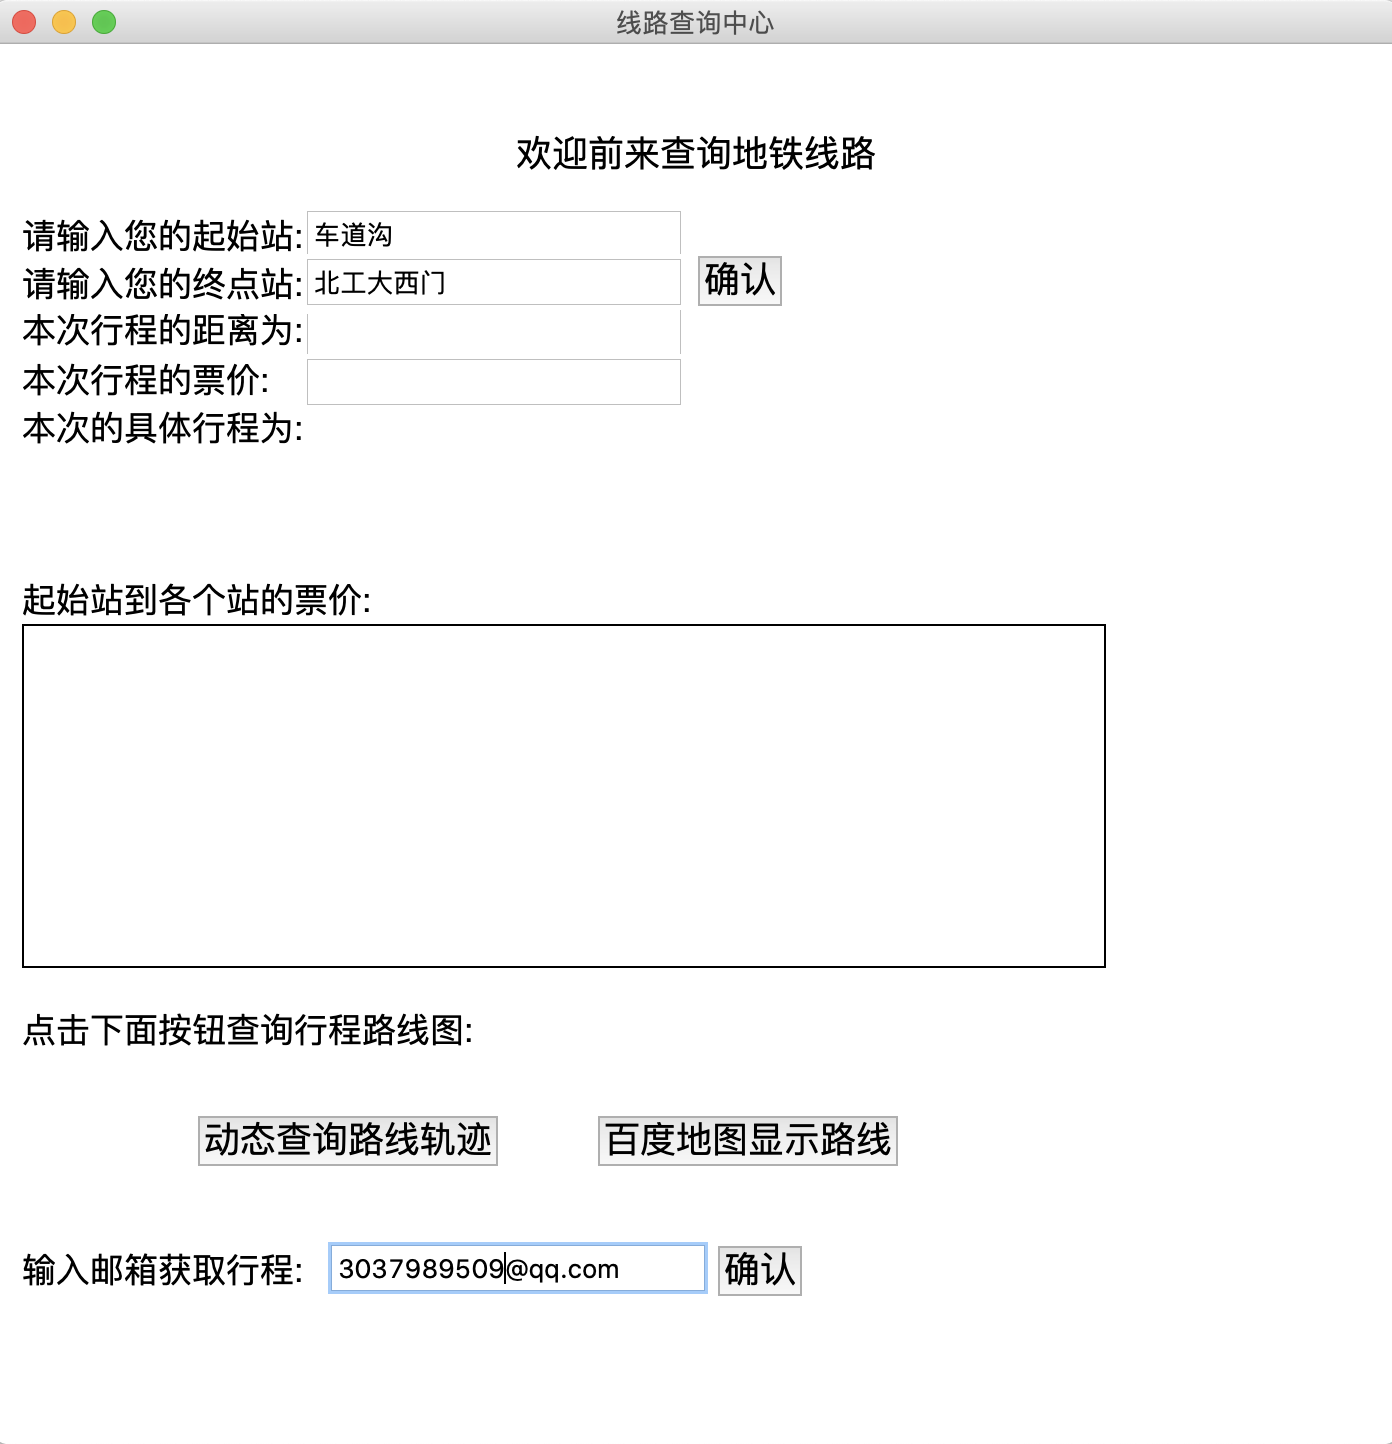 线路查询中心
欢迎前来查询地铁线路
请输入您的起始站: 车道沟
请输入您的终点站: 北工大西门 确认
本次行程的距离为:
本次行程的票价:
本次的具体行程为:
起始站到各个站的票价:
点击下面按钮查询行程路线图:
动态查询路线轨迹 百度地图显示路线
输入邮箱获取行程: 3037989509@qq.com 确认